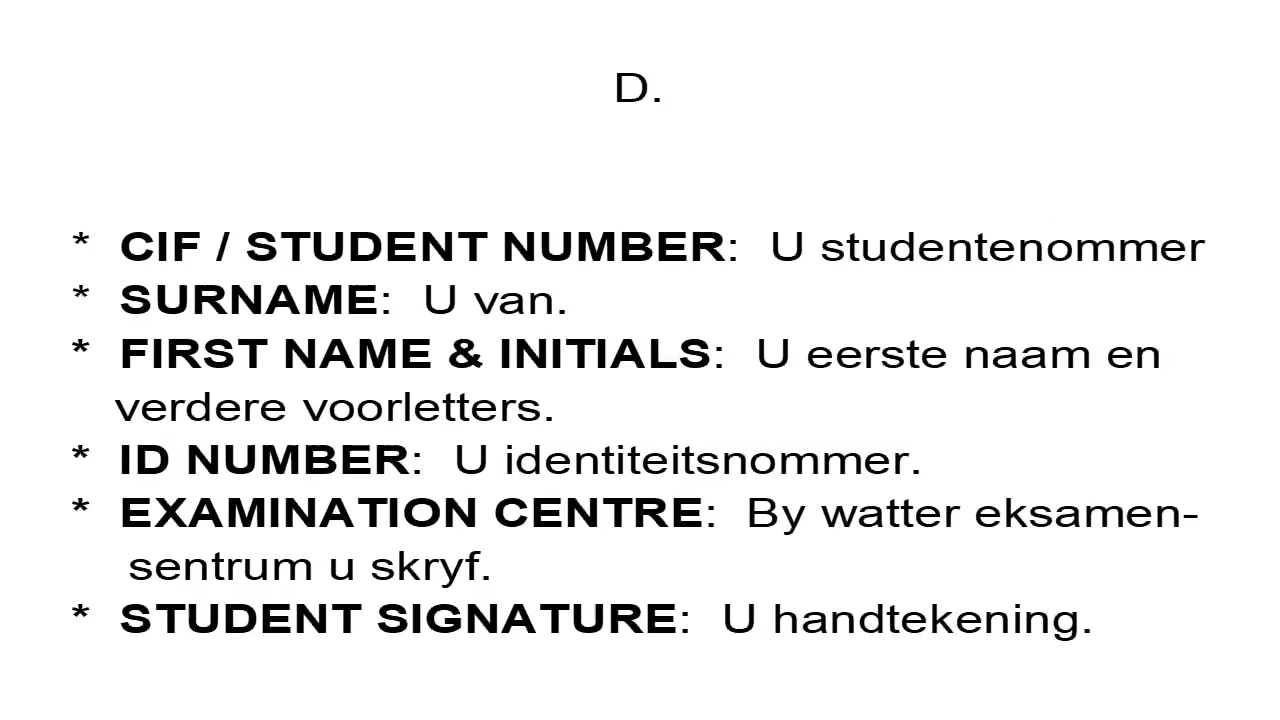 D.
* CIF / STUDENT NUMBER: U studentenommer
* SURNAME: U van.
* FIRST NAME & INITIALS: U eerste naam en
verdere voorletters.
* ID NUMBER: U identiteitsnommer.
* EXAMINATION CENTRE: By watter eksamen-
sentrum u skryf.
* STUDENT SIGNATURE: U handtekening.